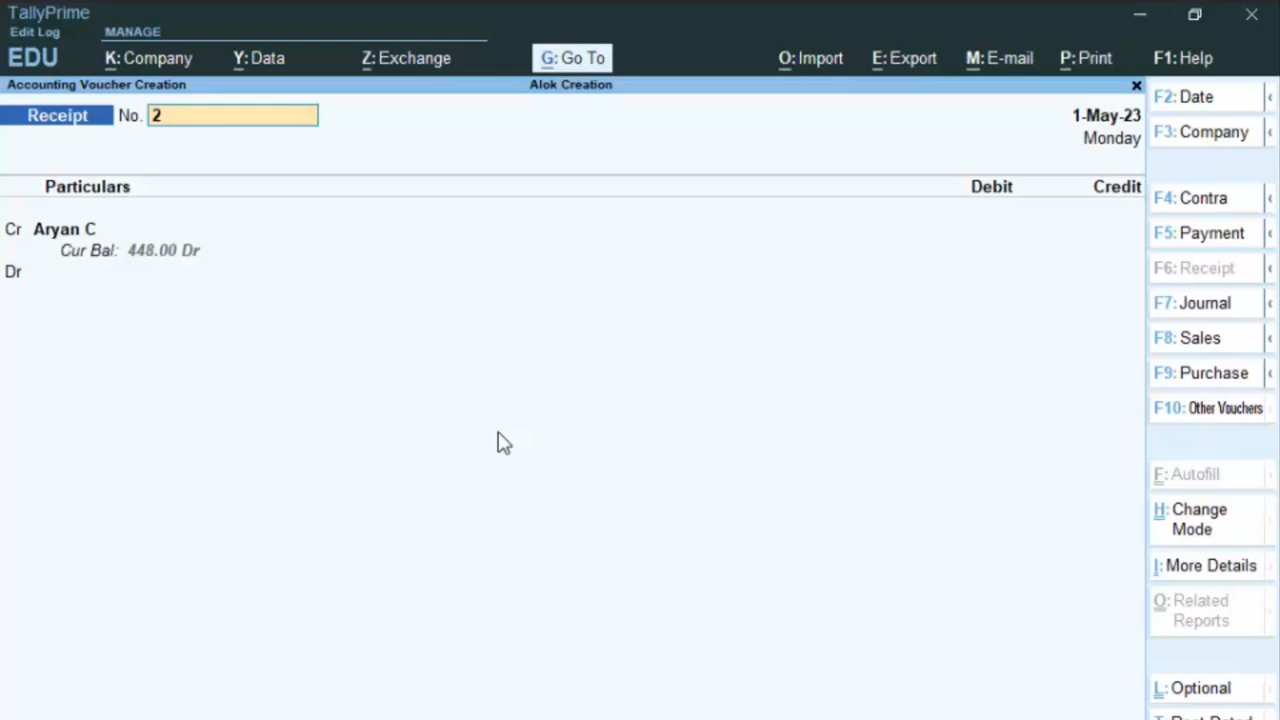 TallyPrime
Edit Log MANAGE
EDU K: Company Y: Data Z: Exchange G: Go To O: Import E: Export M: E-mail P: Print F1: Help
Accounting Voucher Creation Alok Creation
Receipt No. 2 1-May-23
Monday
Particulars Debit Credit
Cr Aryan C
Cur Bal: 448.00 Dr
Dr
F2: Date
F3: Company
F4: Contra
F5: Payment
F6: Receipt
F7: Journal
F8: Sales
F9: Purchase
F10: Other Vouchers
F: Autofill
H: Change
Mode
I: More Details
O: Related
Reports
L: Optional